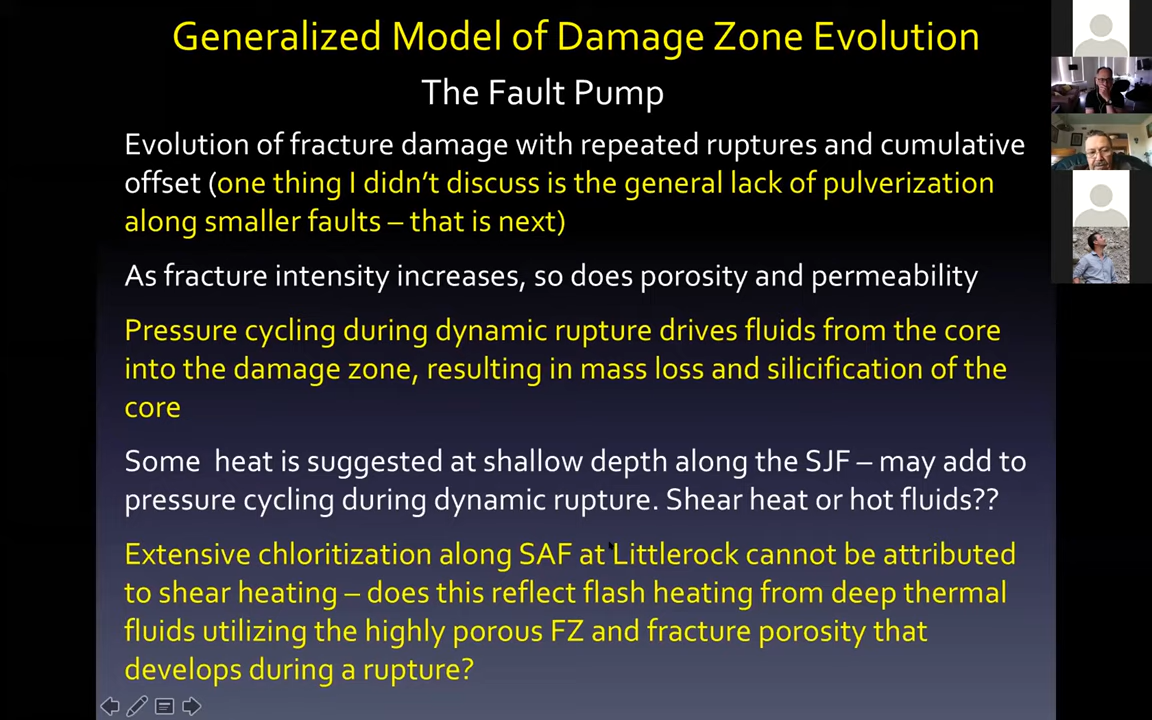 Generalized Model of Damage Zone Evolution
The Fault Pump
Evolution of fracture damage with repeated ruptures and cumulative
offset (one thing I didn’t discuss is the general lack of pulverization
along smaller faults – that is next)
As fracture intensity increases, so does porosity and permeability
Pressure cycling during dynamic rupture drives fluids from the core
into the damage zone, resulting in mass loss and silicification of the
core
Some heat is suggested at shallow depth along the SJF – may add to
pressure cycling during dynamic rupture. Shear heat or hot fluids??
Extensive chloritization along SAF at Littlerock cannot be attributed
to shear heating – does this reflect flash heating from deep thermal
fluids utilizing the highly porous FZ and fracture porosity that
develops during a rupture?